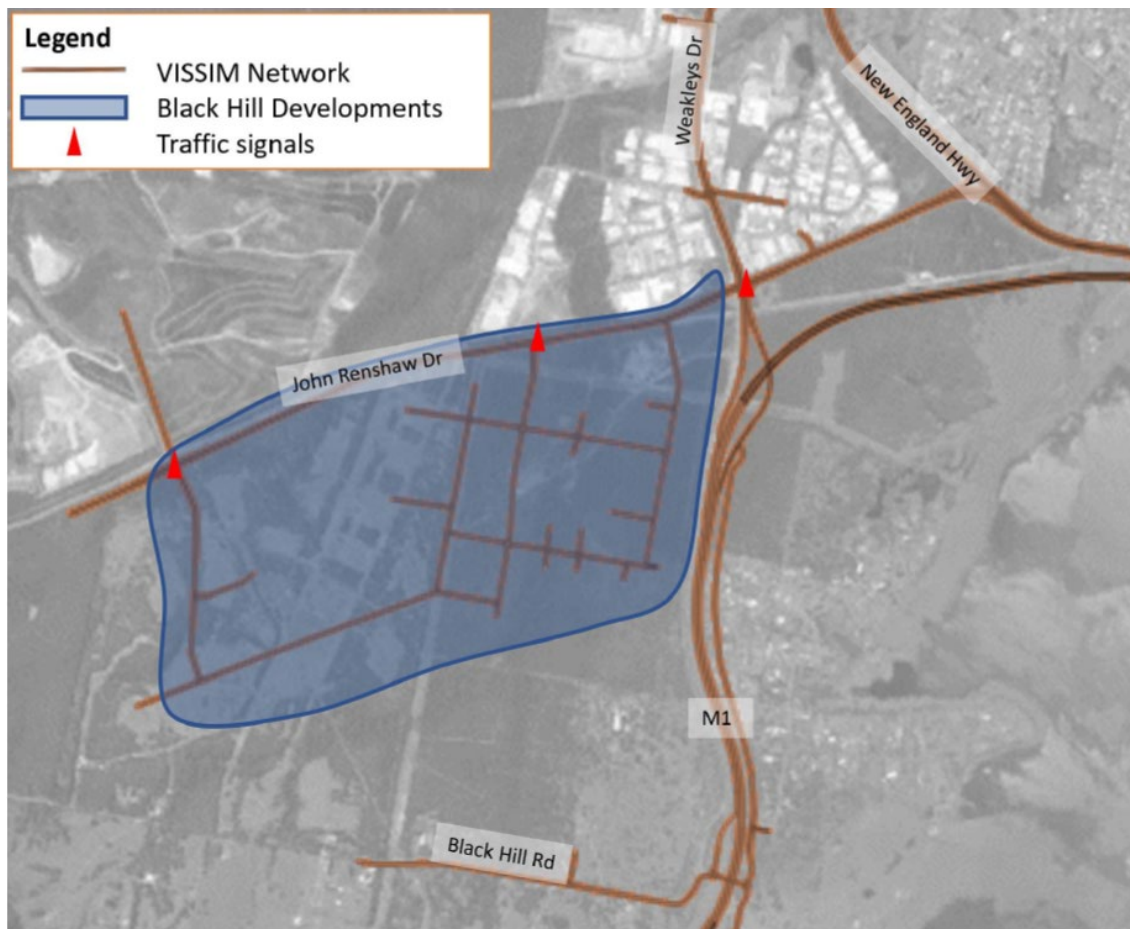 Legend
VISSIM Network
Black Hill Developments
Traffic signals
Weakleys Dr
New England Hwy
John Renshaw Dr
M1
Black Hill Rd